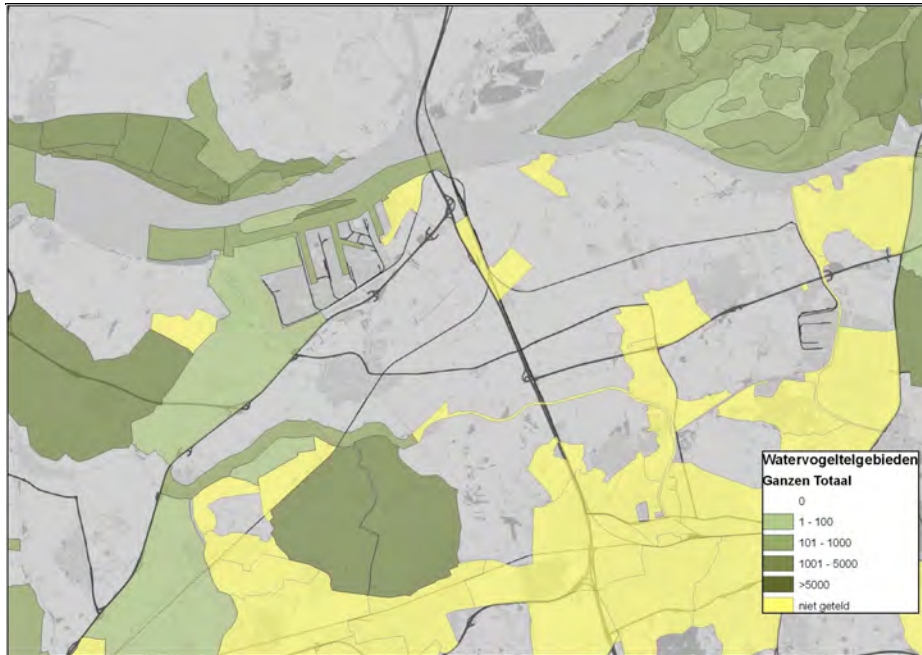 Watervogeltelgebieden
Ganzen Totaal
0
1 - 100
101 - 1000
1001 - 5000
>5000
niet geteld